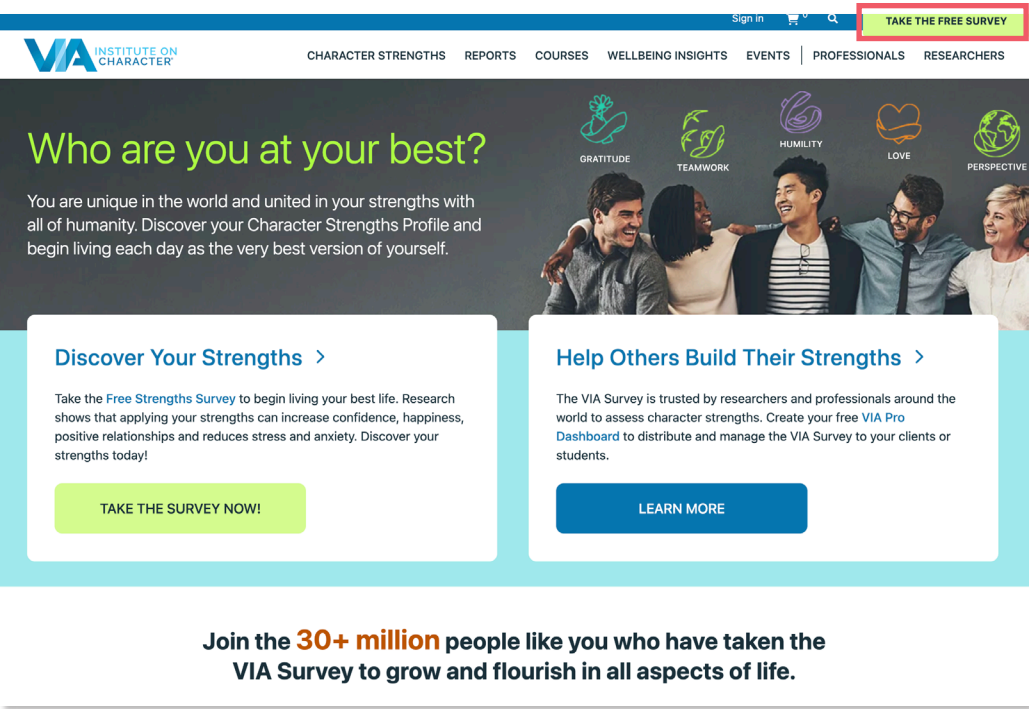 Sign in 0 TAKE THE FREE SURVEY
VIA INSTITUTE ON
CHARACTER®
CHARACTER STRENGTHS REPORTS COURSES WELLBEING INSIGHTS EVENTS PROFESSIONALS RESEARCHERS
Who are you at your best?
You are unique in the world and united in your strengths with
all of humanity. Discover your Character Strengths Profile and
begin living each day as the very best version of yourself.
GRATITUDE
TEAMWORK
HUMILITY
LOVE
PERSPECTIVE
Discover Your Strengths >
Take the Free Strengths Survey to begin living your best life. Research
shows that applying your strengths can increase confidence, happiness,
positive relationships and reduces stress and anxiety. Discover your
strengths today!
TAKE THE SURVEY NOW!
Help Others Build Their Strengths >
The VIA Survey is trusted by researchers and professionals around the
world to assess character strengths. Create your free VIA Pro
Dashboard to distribute and manage the VIA Survey to your clients or
students.
LEARN MORE
Join the 30+ million people like you who have taken the
VIA Survey to grow and flourish in all aspects of life.